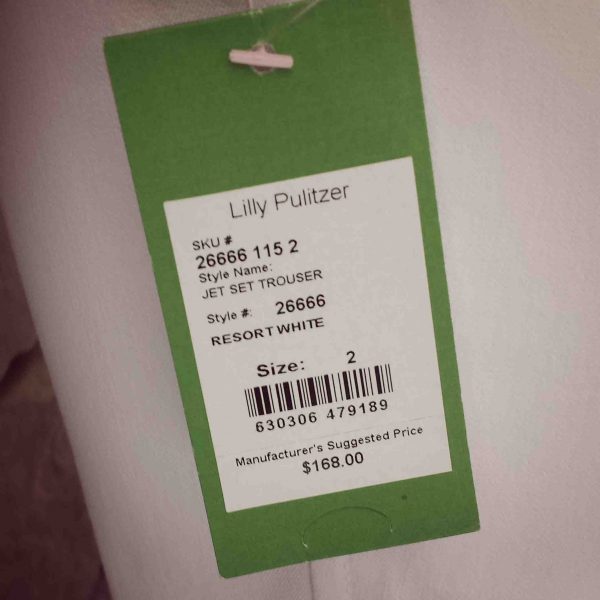 Lilly Pulitzer
SKU #
26666 115 2
Style Name:
JET SET TROUSER
Style #: 26666
RESORT WHITE
Size: 2
630306 479189
Manufacturer's Suggested Price
$168.00